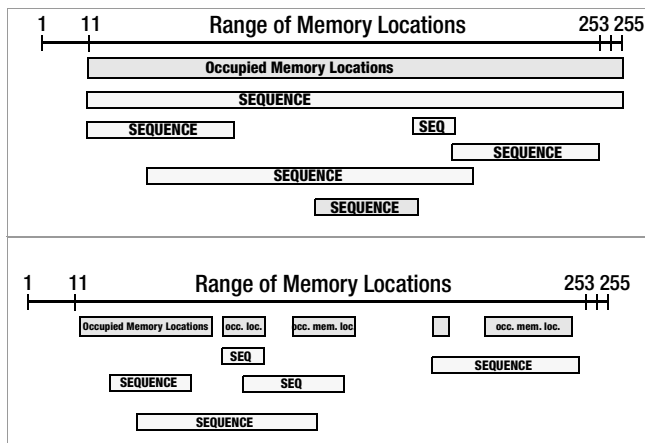 1 11 Range of Memory Locations 253 255
Occupied Memory Locations
SEQUENCE
SEQUENCE SEQ
SEQUENCE
SEQUENCE
SEQUENCE
1 11 Range of Memory Locations 253 255
Occupied Memory Locations occ. loc. occ. mem. loc. occ. mem. loc.
SEQ
SEQUENCE
SEQUENCE SEQ
SEQUENCE